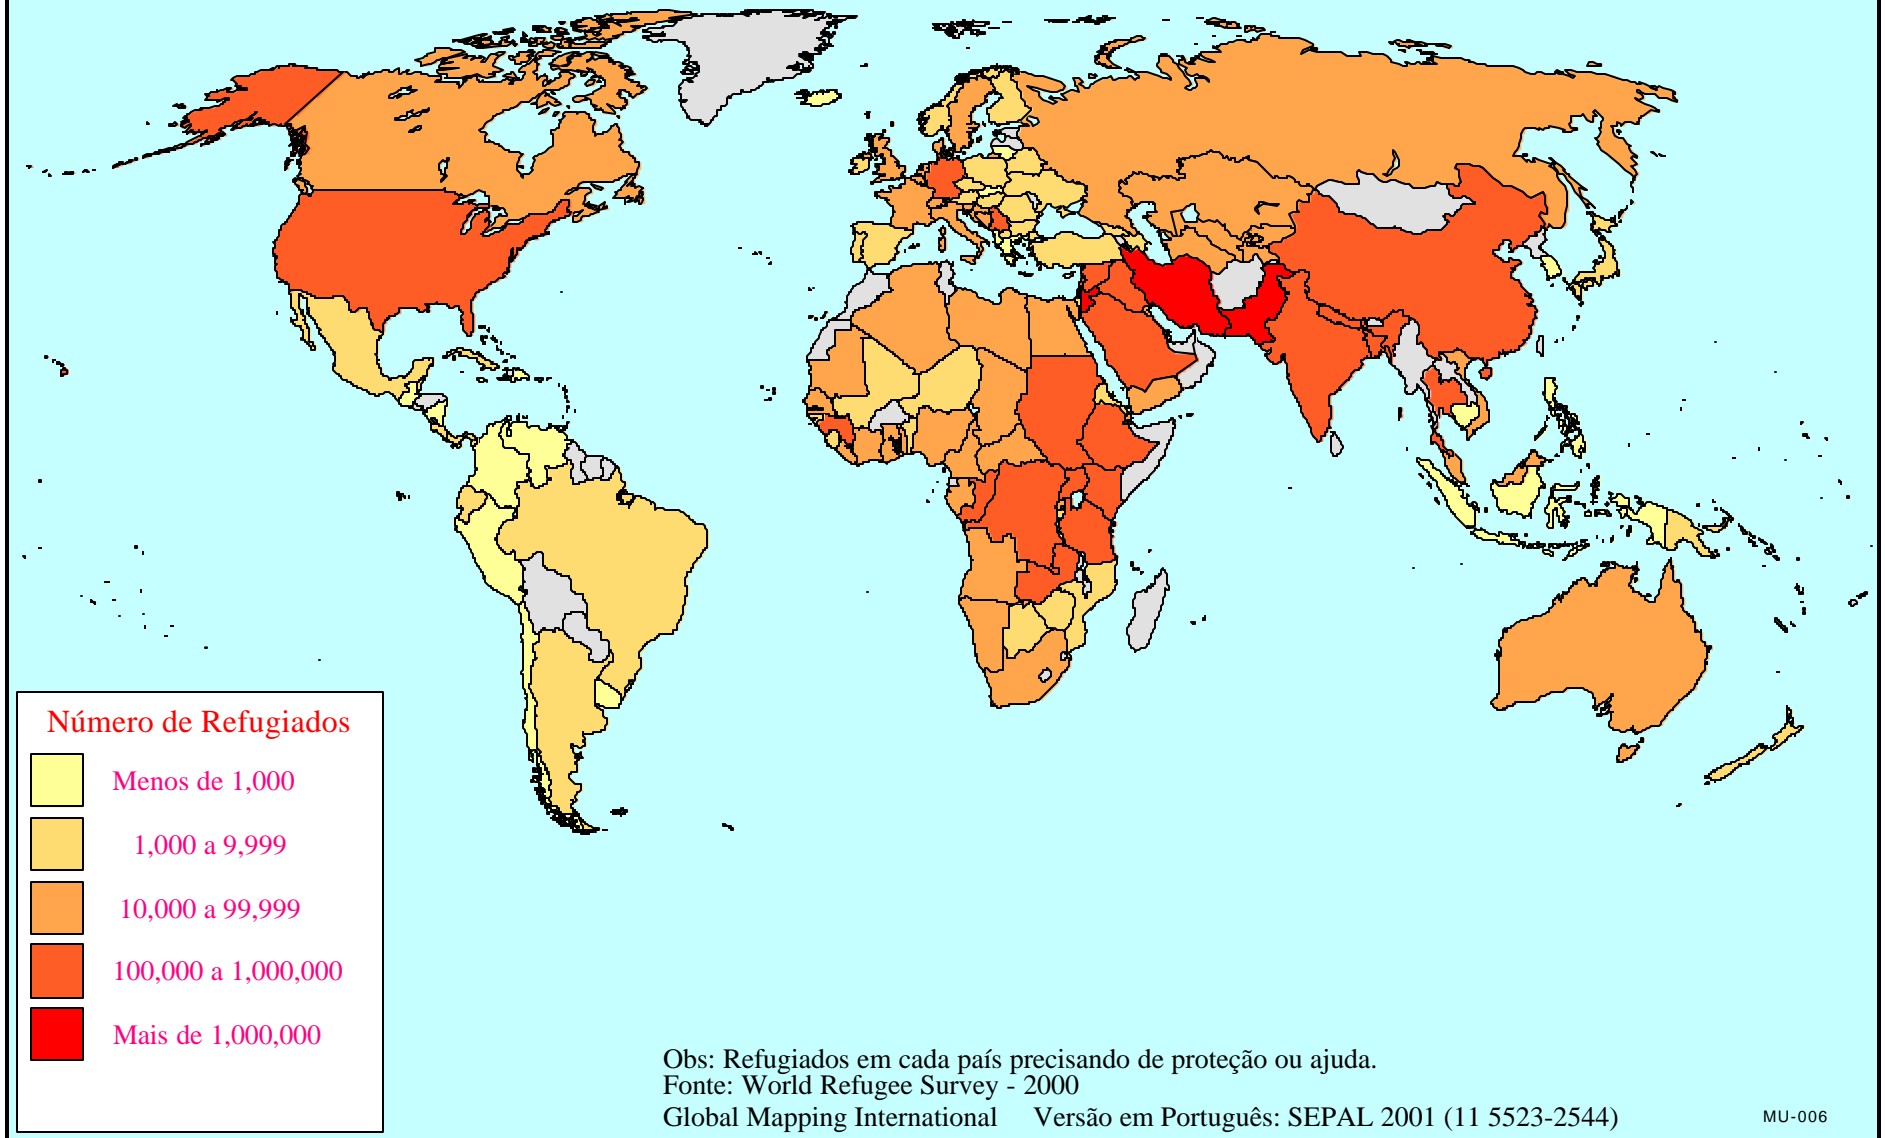 Número de Refugiados
Menos de 1,000
1,000 a 9,999
10,000 a 99,999
100,000 a 1,000,000
Mais de 1,000,000
Obs: Refugiados em cada país precisando de proteção ou ajuda.
Fonte: World Refugee Survey - 2000
Global Mapping International Versão em Português: SEPAL 2001 (11 5523-2544)
MU-006